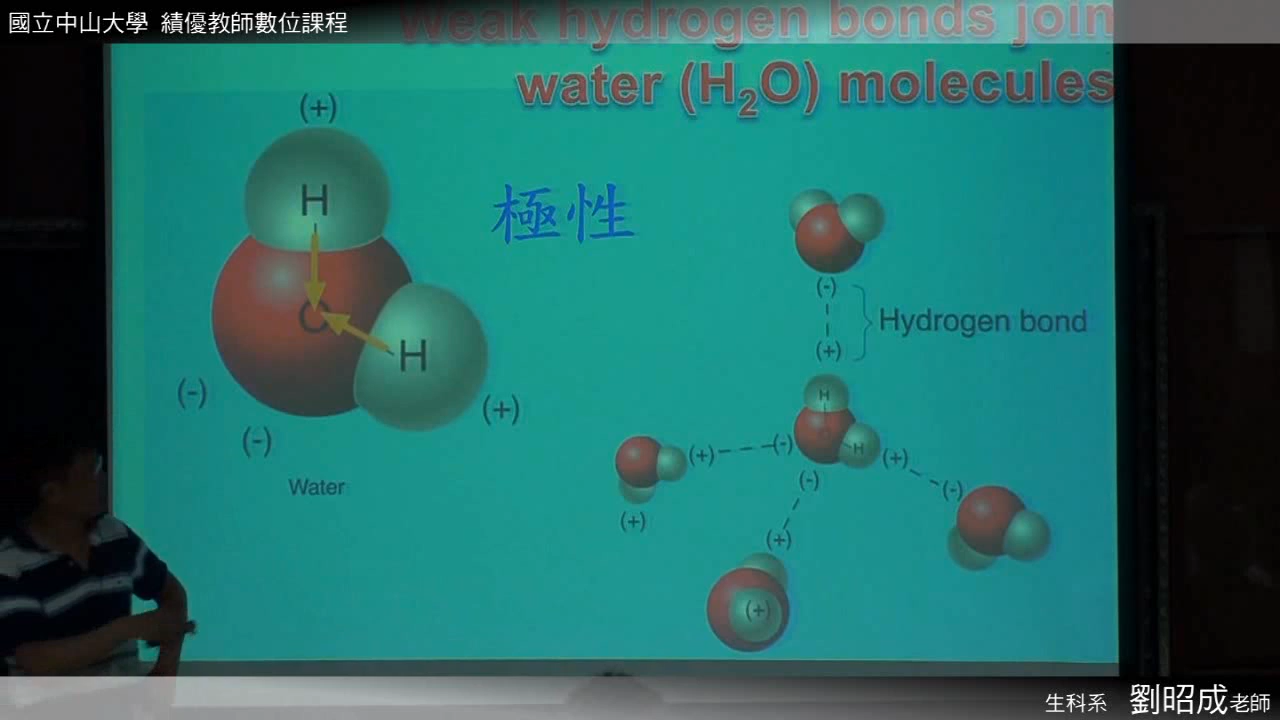 國立中山大學 績優教師數位課程
Weak hydrogen bonds join
water (H₂O) molecules
(+)
H
極性
O
(-)
Hydrogen bond
H
(+)
(-)
(+)
H
(-)
(+)
(-)
H
(+)
(-)
(-)
(-)
Water
(+)
(+)
(+)
生科系 劉昭成老師